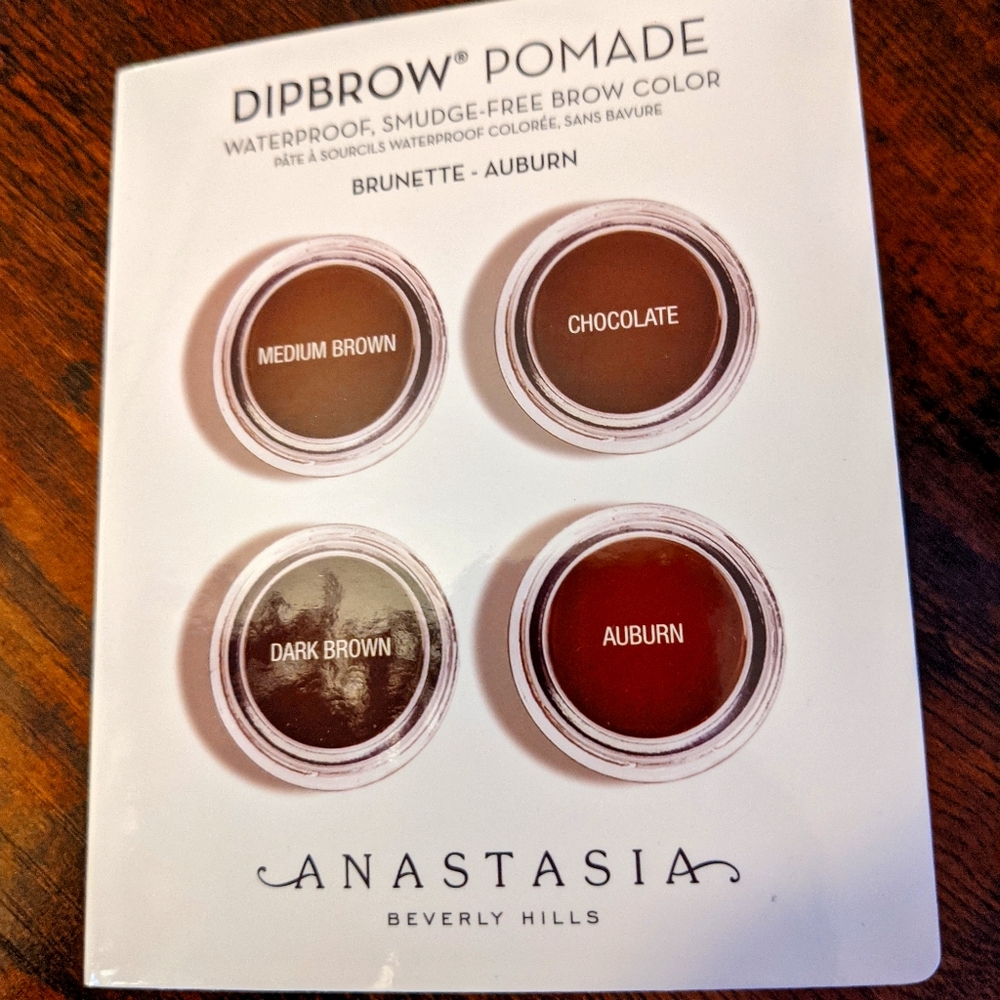 DIPBROW® POMADE
WATERPROOF, SMUDGE-FREE BROW COLOR
PÂTE À SOURCILS WATERPROOF COLORÉE, SANS BAVURE
BRUNETTE - AUBURN
MEDIUM BROWN
CHOCOLATE
DARK BROWN
AUBURN
ANASTASIA
BEVERLY HILLS